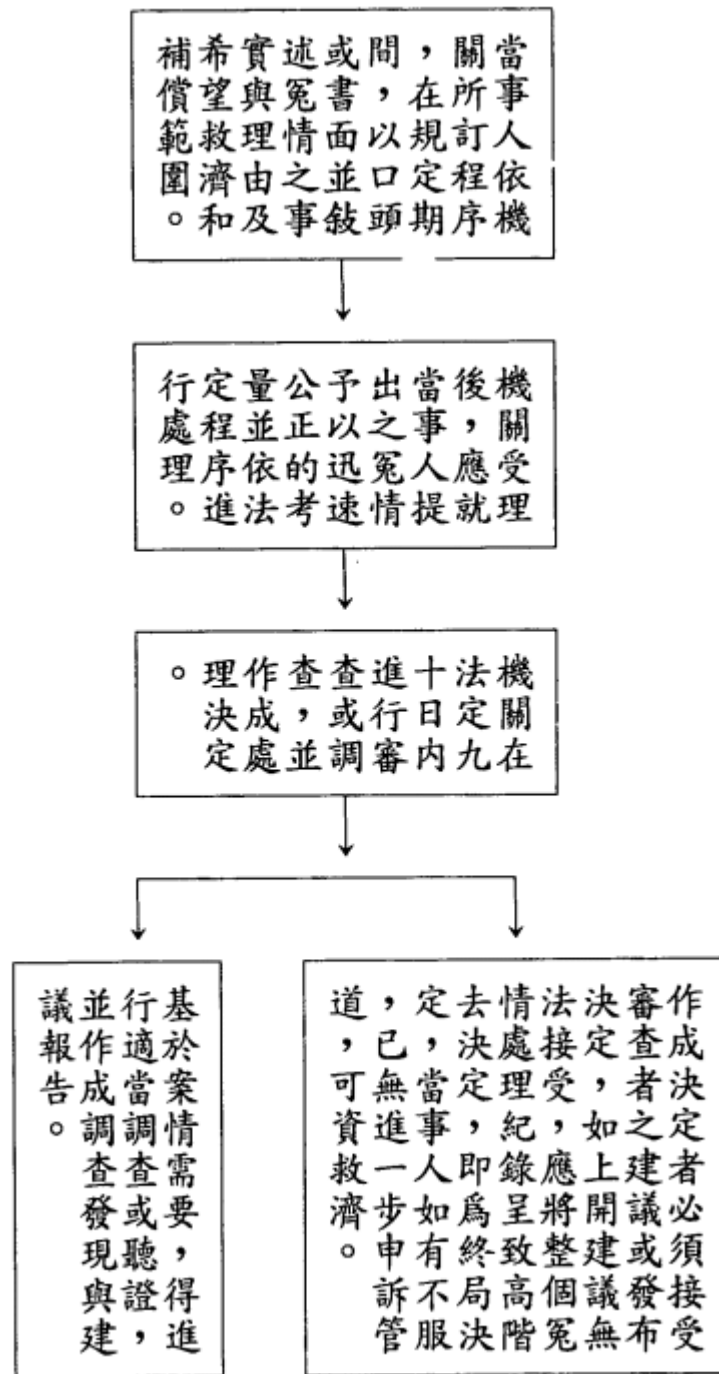 當事人依機
關所訂程序
，在規定期
間，以口頭
或書面並敍
述冤情之事
實與理由及
希望救濟和
補償範圍。
機關受理
後，應就
當事人提
出之冤情
予以迅速
公正的考
量並依法
定程序進
行處理。
機關在
法定九
十日內
進行審
查或調
查，並
作成處
理決定
。
作成決定者必須接受
審查者之建議或發布
決定，如上開建議無
法接受，應將整個冤
情處理紀錄呈致高階
去決定，即爲終局決
定，當事人如有不服
，已無進一步申訴管
道，可資救濟。
基於案情需要，得進
行適當調查或聽證，
並作成調查發現與建
議報告。